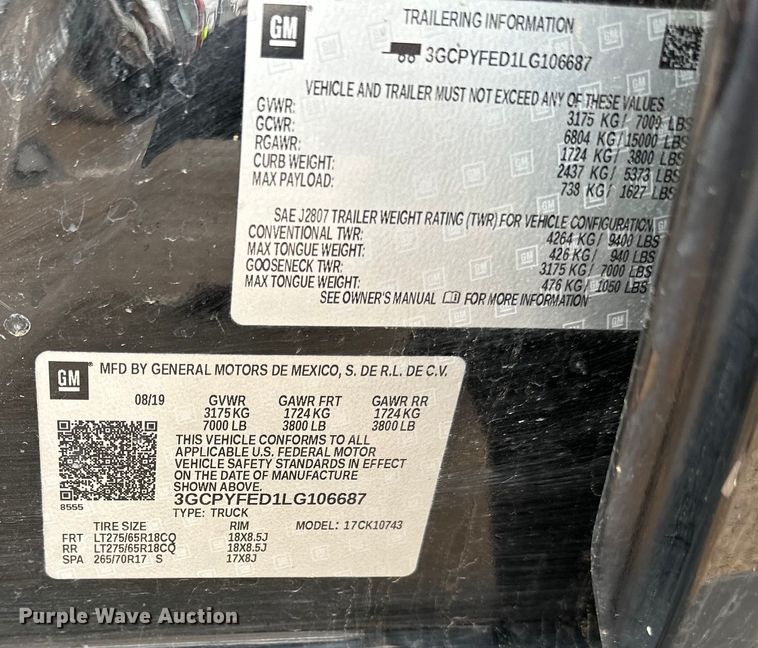 GM
TRAILERING INFORMATION
3GCPYFED1LG106687
VEHICLE AND TRAILER MUST NOT EXCEED ANY OF THESE VALUES
GVWR: 3175 KG/ 7000 LBS
GCWR: 6804 KG/15000 LBS
RGAWR: 1724 KG/ 3800 LBS
CURB WEIGHT: 2437 KG/ 5373 LBS
MAX PAYLOAD: 738 KG/ 1627 LBS
SAE J2807 TRAILER WEIGHT RATING (TWR) FOR VEHICLE CONFIGURATION
CONVENTIONAL TWR: 4264 KG/ 9400 LBS
MAX TONGUE WEIGHT: 426 KG/ 940 LBS
GOOSENECK TWR: 3175 KG/ 7000 LBS
MAX TONGUE WEIGHT: 476 KG/ 1050 LBS
SEE OWNER'S MANUAL FOR MORE INFORMATION
GM
MFD BY GENERAL MOTORS DE MEXICO, S. DE R.L. DE C.V.
08/19 GVWR GAWR FRT GAWR RR
3175 KG 1724 KG 1724 KG
7000 LB 3800 LB 3800 LB
THIS VEHICLE CONFORMS TO ALL
APPLICABLE U.S. FEDERAL MOTOR
VEHICLE SAFETY STANDARDS IN EFFECT
ON THE DATE OF MANUFACTURE
SHOWN ABOVE.
8555
3GCPYFED1LG106687
TYPE: TRUCK
TIRE SIZE RIM MODEL: 17CK10743
FRT LT275/65R18CQ 18X8.5J
RR LT275/65R18CQ 18X8.5J
SPA 265/70R17 S 17X8J
Purple Wave Auction